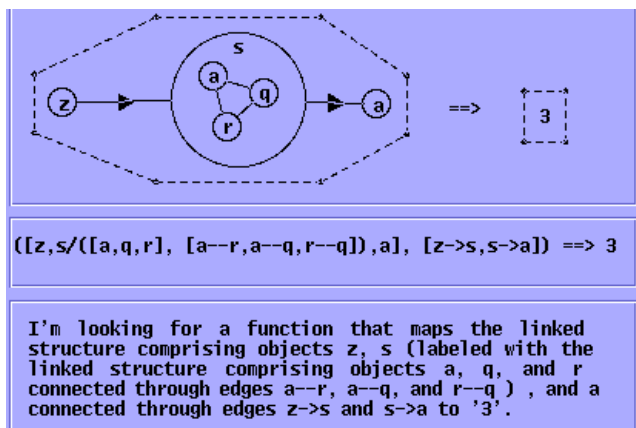 s
a
q
z
a
==>
3
r
([z,s/([a,q,r], [a--r,a--q,r--q]),a], [z->s,s->a]) ==> 3
I'm looking for a function that maps the linked
structure comprising objects z, s (labeled with the
linked structure comprising objects a, q, and r
connected through edges a--r, a--q, and r--q ) , and a
connected through edges z->s and s->a to '3'.